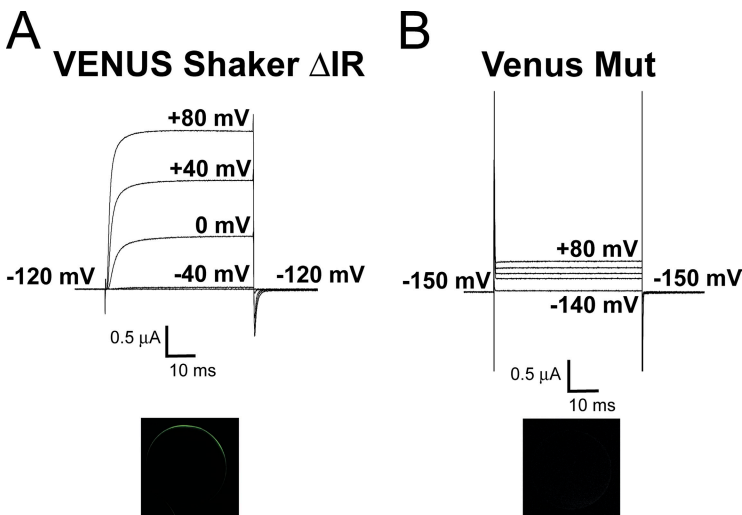 A
VENUS Shaker ΔIR
+80 mV
+40 mV
0 mV
-40 mV
-120 mV
-120 mV
0.5 μA
10 ms
B
Venus Mut
+80 mV
-150 mV
-150 mV
-140 mV
0.5 μA
10 ms